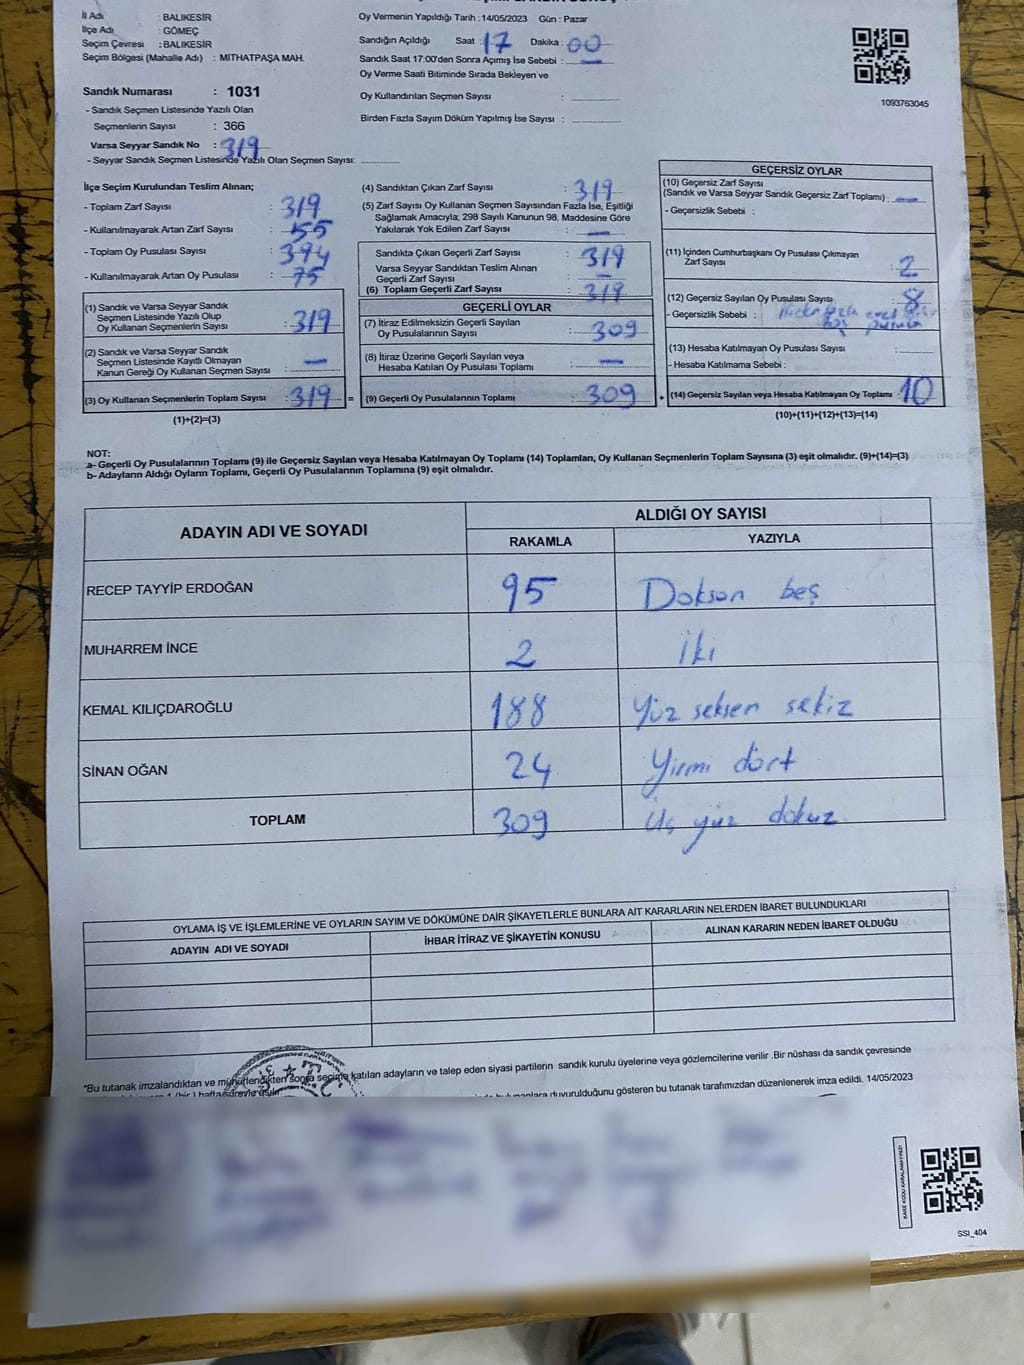 İli Adı : BALIKESİR
İlçe Adı : GÖMEÇ
Seçim Çevresi : BALIKESİR
Seçim Bölgesi (Mahalle Adı) : MİTHATPAŞA MAH.
Sandık Numarası : 1031
- Sandık Seçmen Listesinde Yazılı Olan
Seçmenlerin Sayısı : 366
Varsa Seyyar Sandık No : 319
- Seyyar Sandık Seçmen Listesinde Yazılı Olan Seçmen Sayısı:
Oy Vermenin Yapıldığı Tarih : 14/05/2023 Gün : Pazar
Sandığın Açıldığı Saat : 17 Dakika : 00
Sandık Saat 17:00'den Sonra Açımış İse Sebebi : —
Oy Verme Saati Bitiminde Sırada Bekleyen ve
Oy Kullandırılan Seçmen Sayısı :
Birden Fazla Sayım Döküm Yapılmış İse Sayısı :
1093763045
İlçe Seçim Kurulundan Teslim Alınan;
- Toplam Zarf Sayısı : 319
- Kullanılmayarak Artan Zarf Sayısı : 55
- Toplam Oy Pusulası Sayısı : 394
- Kullanılmayarak Artan Oy Pusulası : 75
(1) Sandık ve Varsa Seyyar Sandık
Seçmen Listesinde Yazılı Olup
Oy Kullanan Seçmenlerin Sayısı : 319
(2) Sandık ve Varsa Seyyar Sandık
Seçmen Listesinde Kayıtlı Olmayan
Kanun Gereği Oy Kullanan Seçmen Sayısı : —
(3) Oy Kullanan Seçmenlerin Toplam Sayısı : 319 =
(1)+(2)=(3)
(4) Sandıktan Çıkan Zarf Sayısı : 319
(5) Zarf Sayısı Oy Kullanan Seçmen Sayısından Fazla İse, Eşitliği
Sağlamak Amacıyla; 298 Sayılı Kanunun 98. Maddesine Göre
Yakılarak Yok Edilen Zarf Sayısı : —
Sandıkta Çıkan Geçerli Zarf Sayısı : 319
Varsa Seyyar Sandıktan Teslim Alınan
Geçerli Zarf Sayısı : —
(6) Toplam Geçerli Zarf Sayısı : 319
GEÇERLİ OYLAR
(7) İtiraz Edilmeksizin Geçerli Sayılan
Oy Pusulasının Sayısı : 309
(8) İtiraz Üzerine Geçerli Sayılan veya
Hesaba Katılan Oy Pusulası Toplamı : —
(9) Geçerli Oy Pusulalarının Toplamı : 309 +
GEÇERSİZ OYLAR
(10) Geçersiz Zarf Sayısı
(Sandık ve Varsa Seyyar Sandık Geçersiz Zarf Toplamı) : —
- Geçersizlik Sebebi :
(11) İçinden Cumhurbaşkanı Oy Pusulası Çıkmayan
Zarf Sayısı : 2
(12) Geçersiz Sayılan Oy Pusulası Sayısı : 8
- Geçersizlik Sebebi :
(13) Hesaba Katılmayan Oy Pusulası Sayısı :
- Hesaba Katılmama Sebebi :
(14) Geçersiz Sayılan veya Hesaba Katılmayan Oy Toplamı : 10
(10)+(11)+(12)+(13)=(14)
NOT:
a- Geçerli Oy Pusulalarının Toplamı (9) ile Geçersiz Sayılan veya Hesaba Katılmayan Oy Toplamı (14) Toplamları, Oy Kullanan Seçmenlerin Toplam Sayısına (3) eşit olmalıdır. (9)+(14)=(3)
b- Adayların Aldığı Oyların Toplamı, Geçerli Oy Pusulalarının Toplamına (9) eşit olmalıdır.
ADAYIN ADI VE SOYADI ALDIĞI OY SAYISI
RAKAMLA YAZIYLA
RECEP TAYYİP ERDOĞAN 95 Doksan beş
MUHARREM İNCE 2 İki
KEMAL KILIÇDAROĞLU 188 Yüz seksen sekiz
SİNAN OĞAN 24 Yirmi dört
TOPLAM 309 Üç yüz dokuz
OYLAMA İŞ VE İŞLEMLERİNE VE OYLARIN SAYIM VE DÖKÜMÜNE DAİR ŞİKAYETLERLE BUNLARA AİT KARARLARIN NELERDEN İBARET BULUNDUKLARI
ADAYIN ADI VE SOYADI İHBAR İTİRAZ VE ŞİKAYETİN KONUSU ALINAN KARARIN NEDEN İBARET OLDUĞU
*Bu tutanak imzalandıktan ve mühürlendikten sonra seçime katılan adayların ve talep eden siyasi partilerin sandık kurulu üyelerine veya gözlemcilerine verilir .Bir nüshası da sandık çevresinde
1 (bir ) hafta süreyle asılır. duyurulduğunu gösteren bu tutanak tarafımızdan düzenlenerek imza edildi. 14/05/2023
KARE KODU KARALAMAYINIZ!
SSI_404